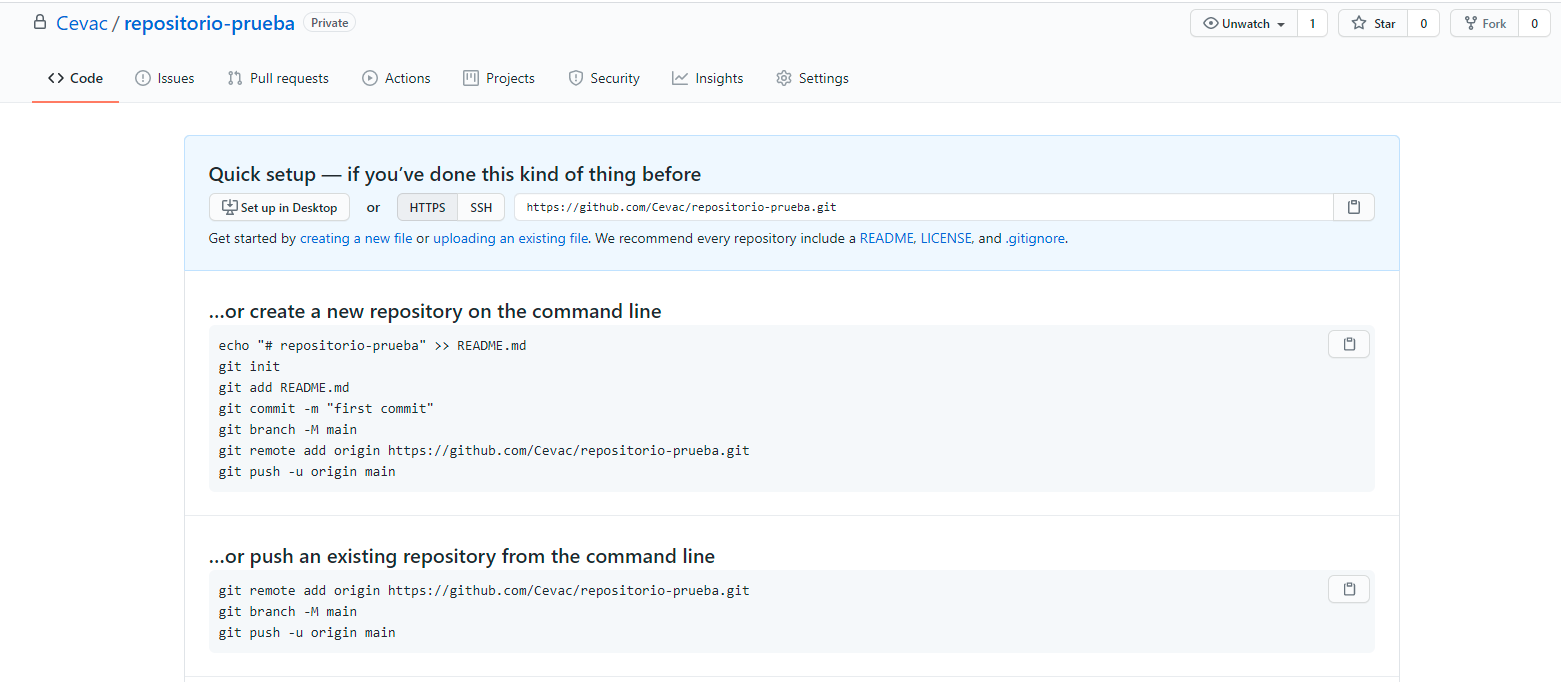 Cevac / repositorio-prueba Private
Unwatch 1 Star 0 Fork 0
Code Issues Pull requests Actions Projects Security Insights Settings
Quick setup — if you’ve done this kind of thing before
Set up in Desktop or HTTPS SSH https://github.com/Cevac/repositorio-prueba.git
Get started by creating a new file or uploading an existing file. We recommend every repository include a README, LICENSE, and .gitignore.
…or create a new repository on the command line
echo "# repositorio-prueba" >> README.md
git init
git add README.md
git commit -m "first commit"
git branch -M main
git remote add origin https://github.com/Cevac/repositorio-prueba.git
git push -u origin main
…or push an existing repository from the command line
git remote add origin https://github.com/Cevac/repositorio-prueba.git
git branch -M main
git push -u origin main